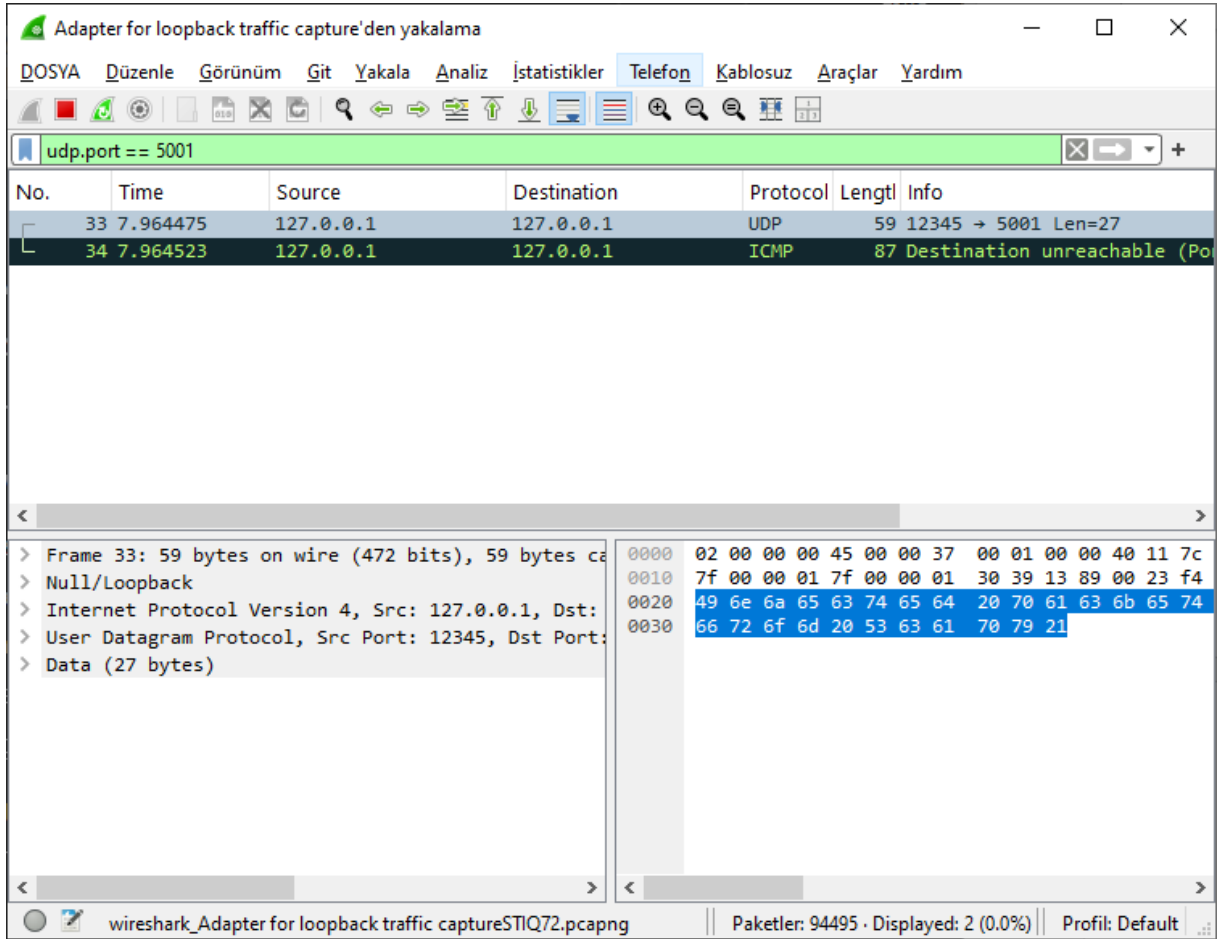 Adapter for loopback traffic capture'den yakalama
DOSYA Düzenle Görünüm Git Yakala Analiz İstatistikler Telefon Kablosuz Araçlar Yardım
udp.port == 5001
No. Time Source Destination Protocol Lengtl Info
33 7.964475 127.0.0.1 127.0.0.1 UDP 59 12345 → 5001 Len=27
34 7.964523 127.0.0.1 127.0.0.1 ICMP 87 Destination unreachable (Po
Frame 33: 59 bytes on wire (472 bits), 59 bytes ca
Null/Loopback
Internet Protocol Version 4, Src: 127.0.0.1, Dst:
User Datagram Protocol, Src Port: 12345, Dst Port:
Data (27 bytes)
0000 02 00 00 00 45 00 00 37 00 01 00 00 40 11 7c
0010 7f 00 00 01 7f 00 00 01 30 39 13 89 00 23 f4
0020 49 6e 6a 65 63 74 65 64 20 70 61 63 6b 65 74
0030 66 72 6f 6d 20 53 63 61 70 79 21
wireshark_Adapter for loopback traffic captureSTIQ72.pcapng Paketler: 94495 · Displayed: 2 (0.0%) Profil: Default